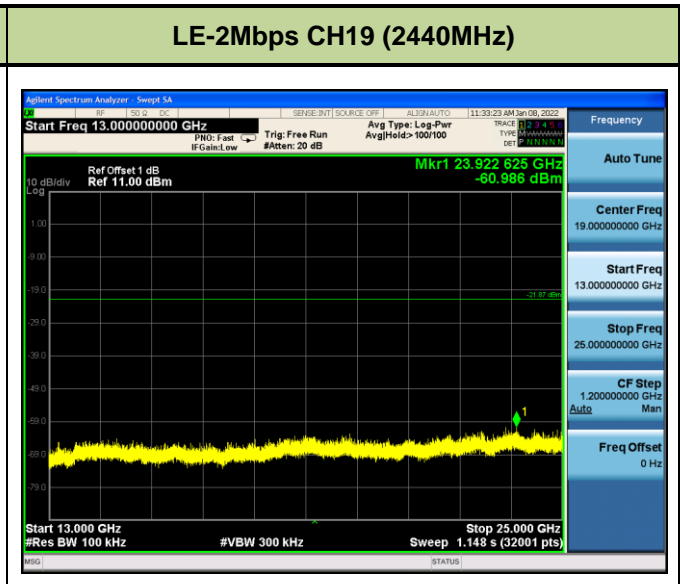 LE-2Mbps CH19 (2440MHz)
Agilent Spectrum Analyzer - Swept SA
RF 50 Ω DC SENSE:INT SOURCE OFF ALIGN AUTO 11:33:23 AM Jan 08, 2022
Start Freq 13.000000000 GHz
PNO: Fast
IFGain:Low
Trig: Free Run
#Atten: 20 dB
Avg Type: Log-Pwr
Avg|Hold:> 100/100
TRACE 1 2 3 4 5 6
TYPE
DET P N N N N N
Ref Offset 1 dB
10 dB/div Ref 11.00 dBm
Log
Mkr1 23.922 625 GHz
-60.986 dBm
1.00
-9.00
-19.0
-21.87 dBm
-29.0
-39.0
-49.0
-59.0
-69.0
-79.0
1
Start 13.000 GHz
Stop 25.000 GHz
#Res BW 100 kHz
#VBW 300 kHz
Sweep 1.148 s (32001 pts)
MSG
STATUS
Frequency
Auto Tune
Center Freq
19.000000000 GHz
Start Freq
13.000000000 GHz
Stop Freq
25.000000000 GHz
CF Step
1.200000000 GHz
Auto Man
Freq Offset
0 Hz